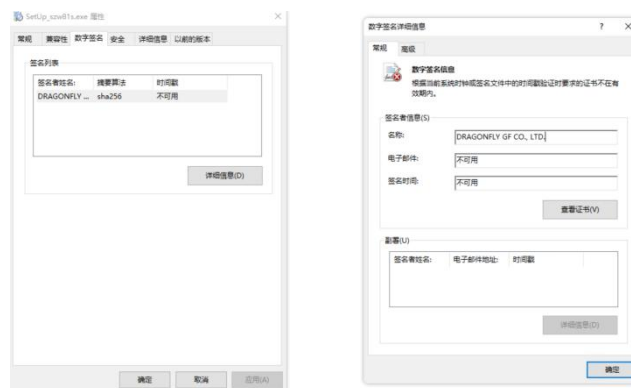 SetUp_szw81s.exe 属性
常规 兼容性 数字签名 安全 详细信息 以前的版本
签名列表
签名者姓名: 摘要算法 时间戳
DRAGONFLY ... sha256 不可用
详细信息(D)
确定 取消 应用(A)
数字签名详细信息 ?
常规 高级
数字签名信息
根据当前系统时钟或签名文件中的时间戳验证时要求的证书不在有
效期内。
签名者信息(S)
名称: DRAGONFLY GF CO., LTD.
电子邮件: 不可用
签名时间: 不可用
查看证书(V)
副署(U)
签名者姓名: 电子邮件地址: 时间戳
详细信息(D)
确定